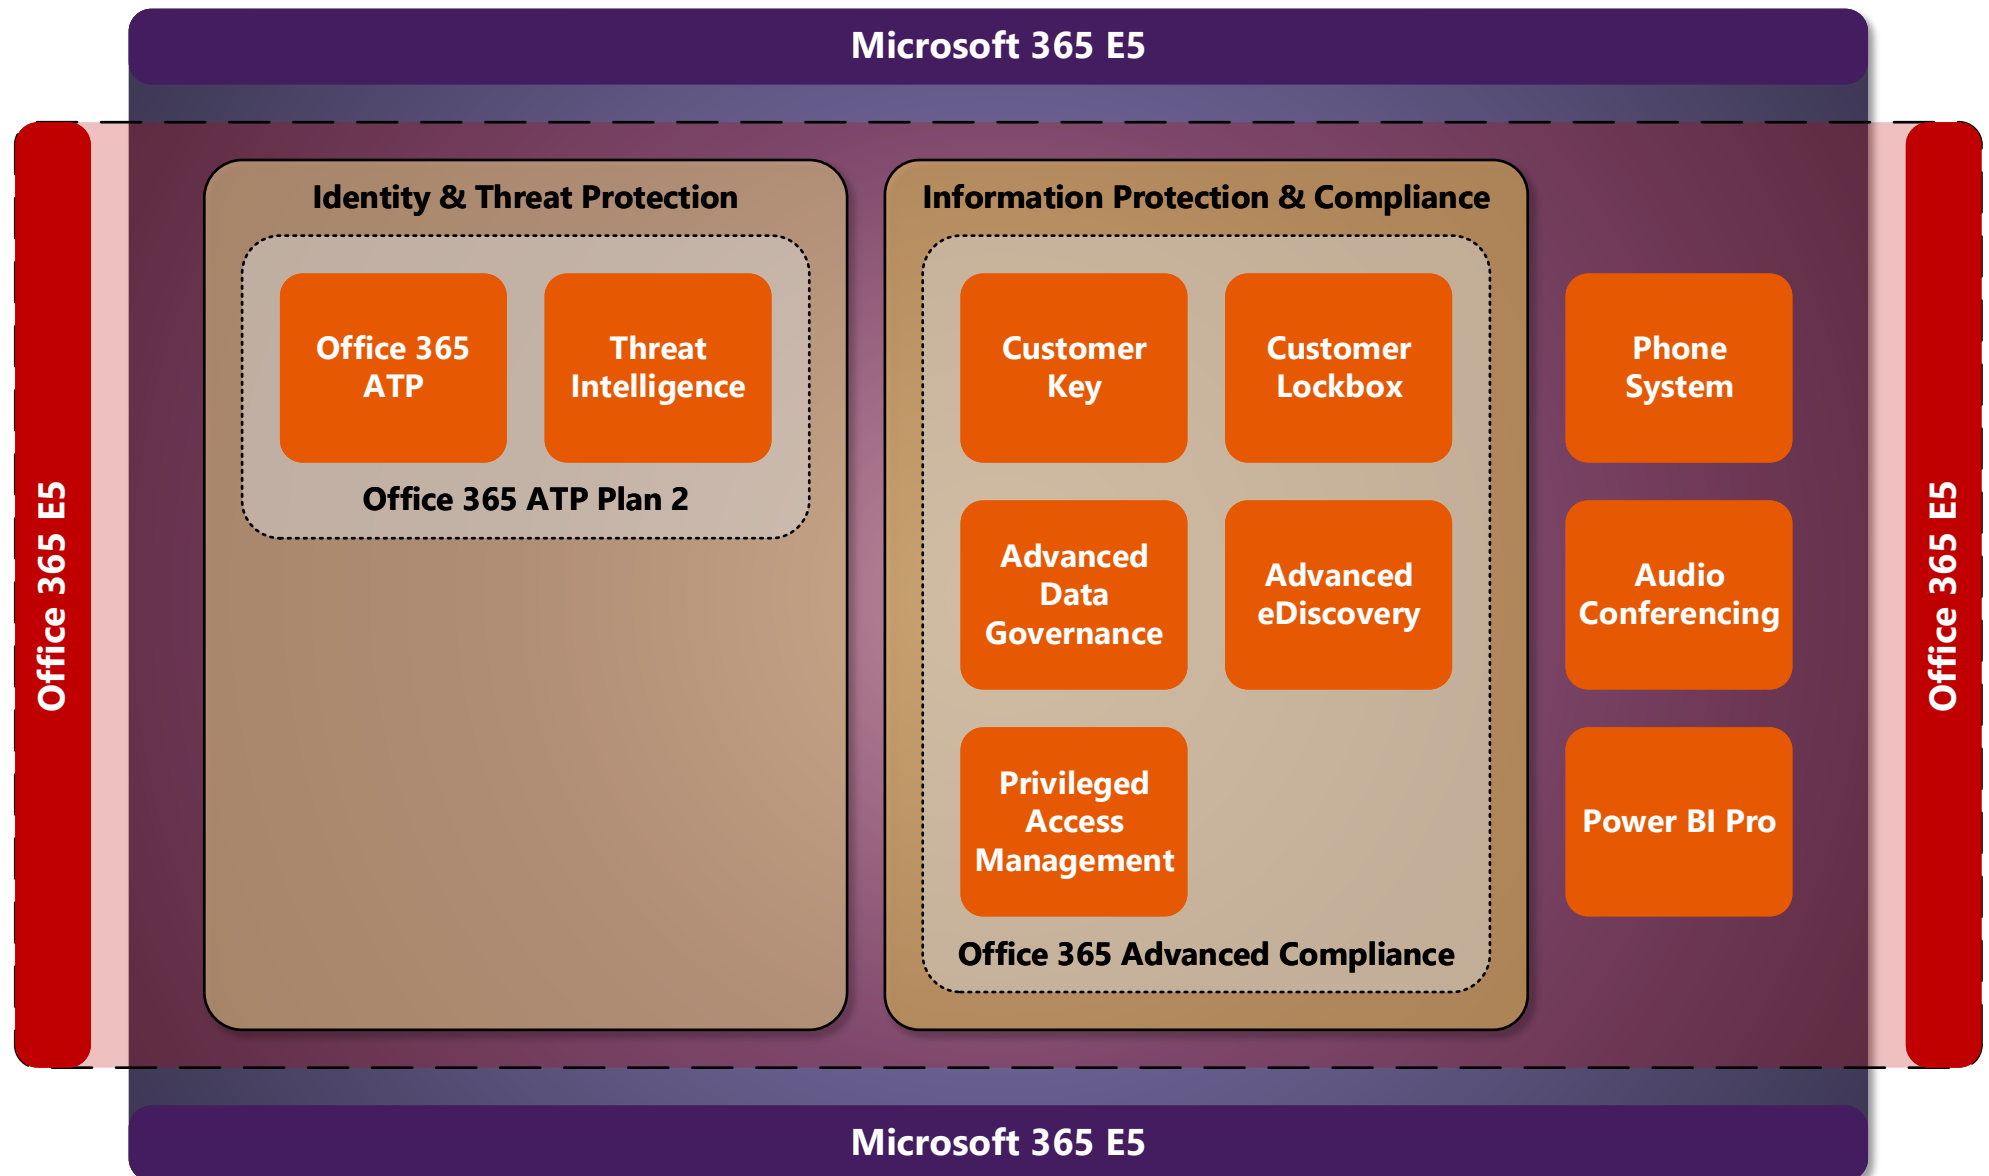 Microsoft 365 E5
Office 365 E5
Identity & Threat Protection
Office 365
ATP
Threat
Intelligence
Office 365 ATP Plan 2
Information Protection & Compliance
Customer
Key
Customer
Lockbox
Advanced
Data
Governance
Advanced
eDiscovery
Privileged
Access
Management
Office 365 Advanced Compliance
Phone
System
Audio
Conferencing
Power BI Pro
Office 365 E5
Microsoft 365 E5